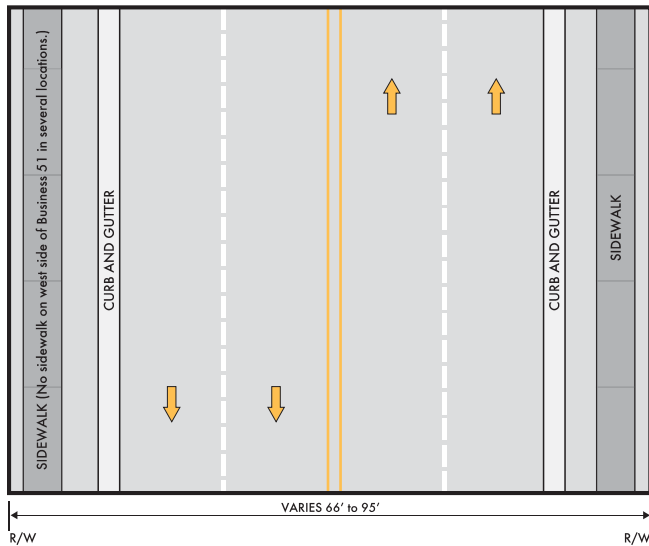 SIDEWALK (No sidewalk on west side of Business 51 in several locations.)
CURB AND GUTTER
CURB AND GUTTER
SIDEWALK
VARIES 66’ to 95’
R/W
R/W